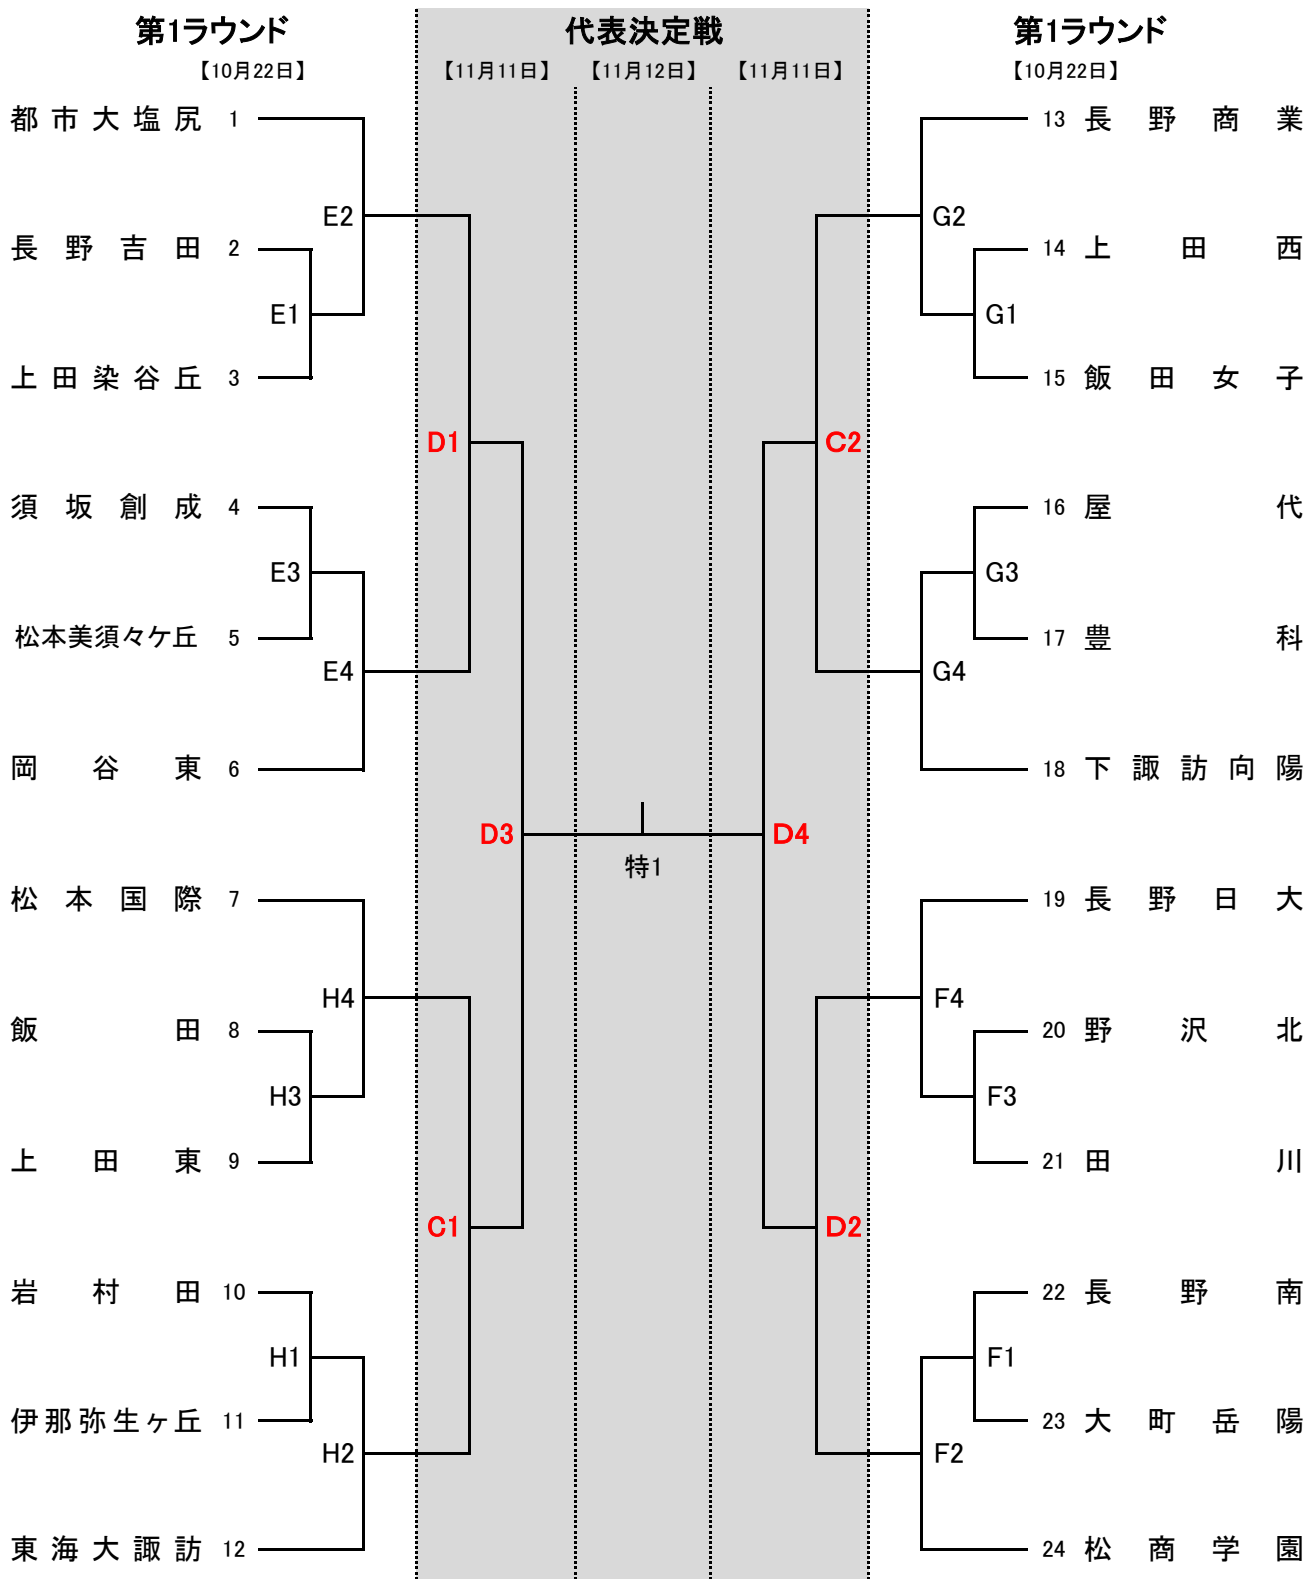 第1ラウンド 代表決定戦 第1ラウンド
【10月22日】 【11月11日】 【11月12日】 【11月11日】 【10月22日】
都市大塩尻 1 13 長野商業
E2 G2
長野吉田 2 14 上田西
E1 G1
上田染谷丘 3 15 飯田女子
D1 C2
須坂創成 4 16 屋代
E3 G3
松本美須々ケ丘 5 17 豊科
E4 G4
岡谷東 6 18 下諏訪向陽
D3 D4
特1
松本国際 7 19 長野日大
H4 F4
飯田 8 20 野沢北
H3 F3
上田東 9 21 田川
C1 D2
岩村田 10 22 長野南
H1 F1
伊那弥生ヶ丘 11 23 大町岳陽
H2 F2
東海大諏訪 12 24 松商学園